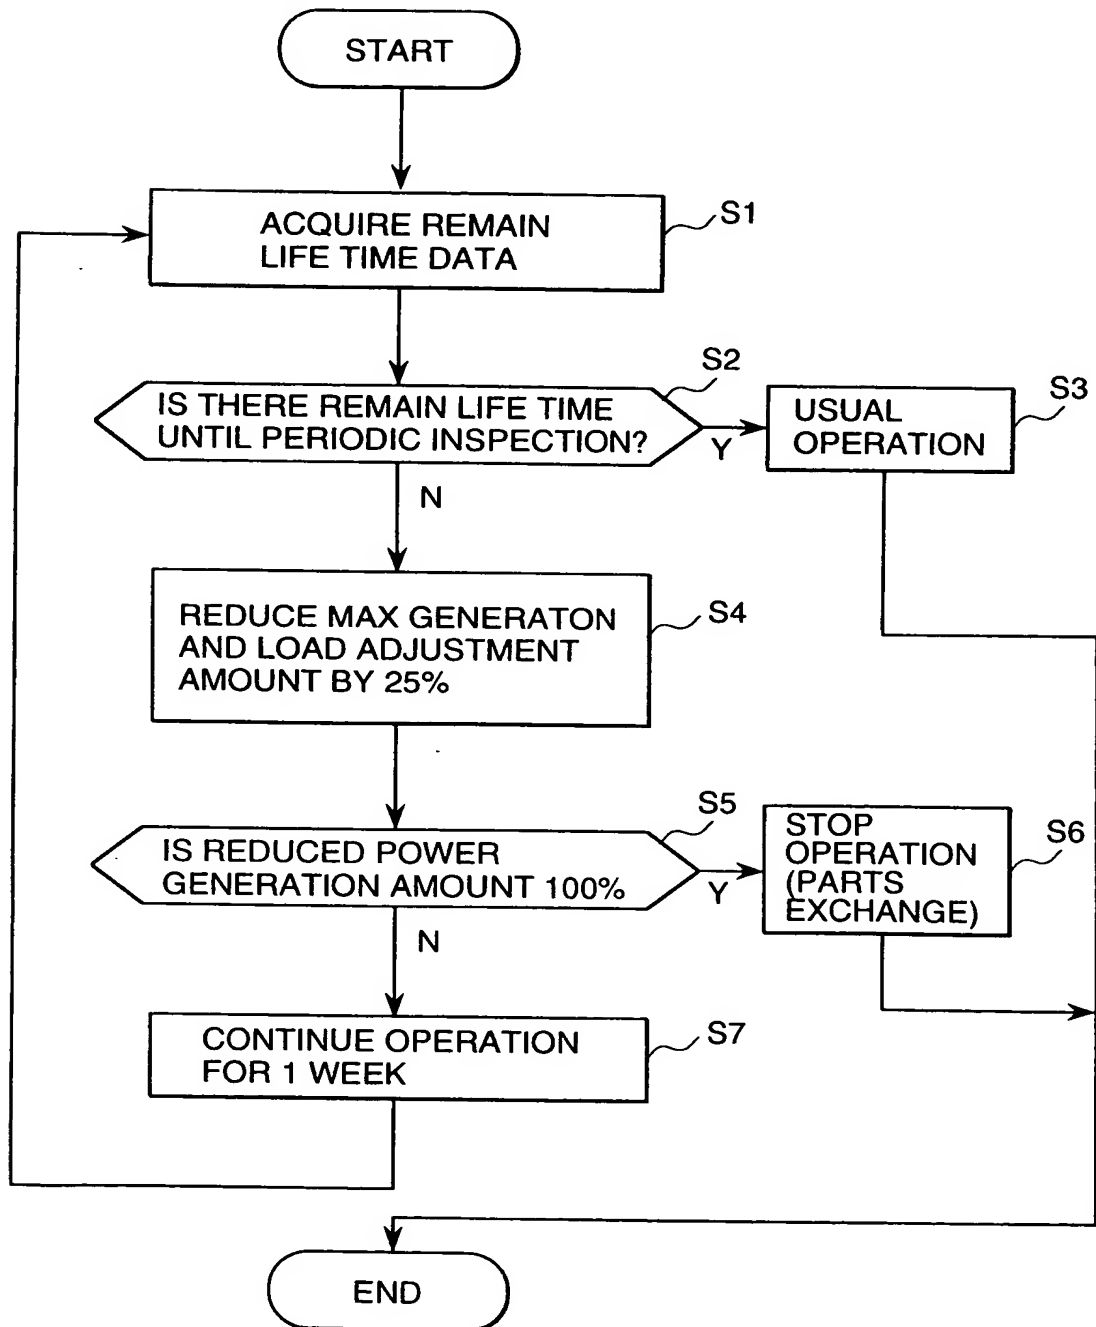 START
ACQUIRE REMAIN
LIFE TIME DATA
S1
IS THERE REMAIN LIFE TIME
UNTIL PERIODIC INSPECTION?
S2
Y
N
USUAL
OPERATION
S3
REDUCE MAX GENERATON
AND LOAD ADJUSTMENT
AMOUNT BY 25%
S4
IS REDUCED POWER
GENERATION AMOUNT 100%
S5
Y
N
STOP
OPERATION
(PARTS
EXCHANGE)
S6
CONTINUE OPERATION
FOR 1 WEEK
S7
END